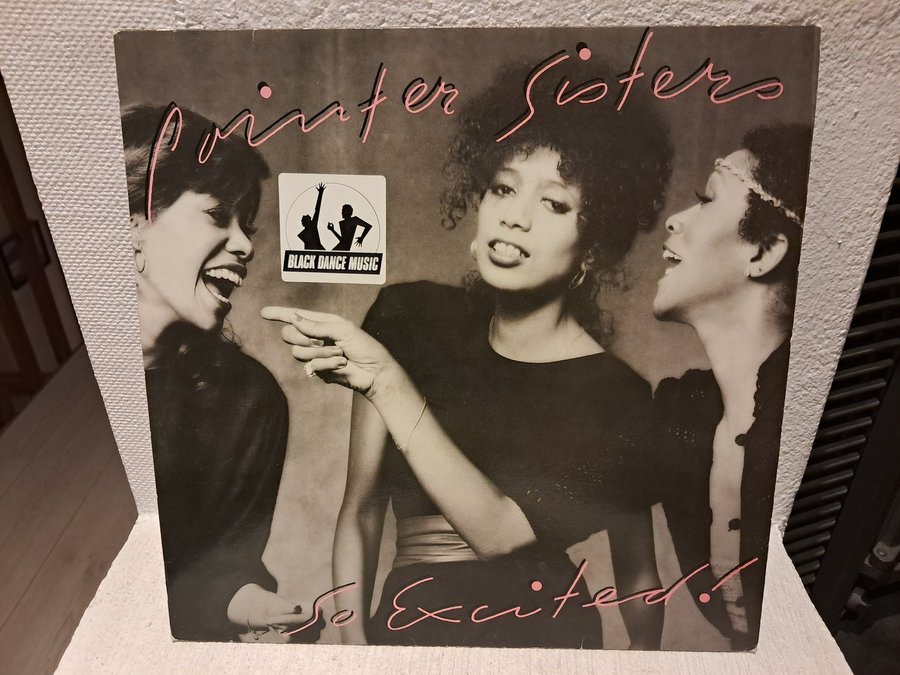 Pointer Sisters
BLACK DANCE MUSIC
So Excited!